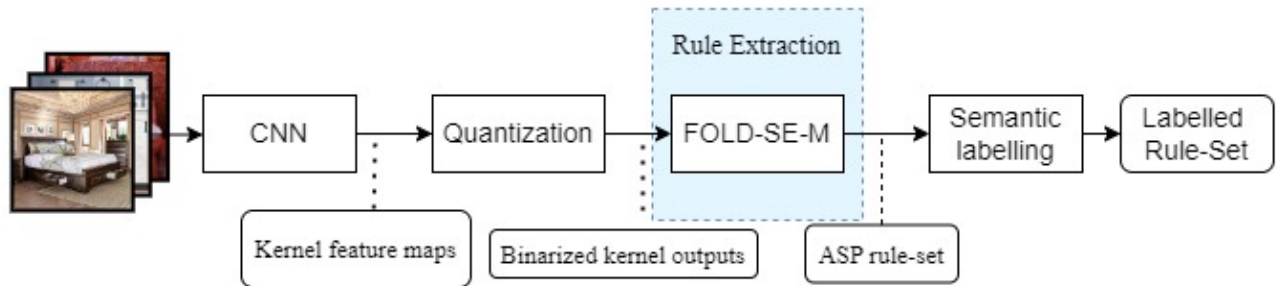 Rule Extraction
CNN
Quantization
FOLD-SE-M
Semantic
labelling
Labelled
Rule-Set
Kernel feature maps
Binarized kernel outputs
ASP rule-set